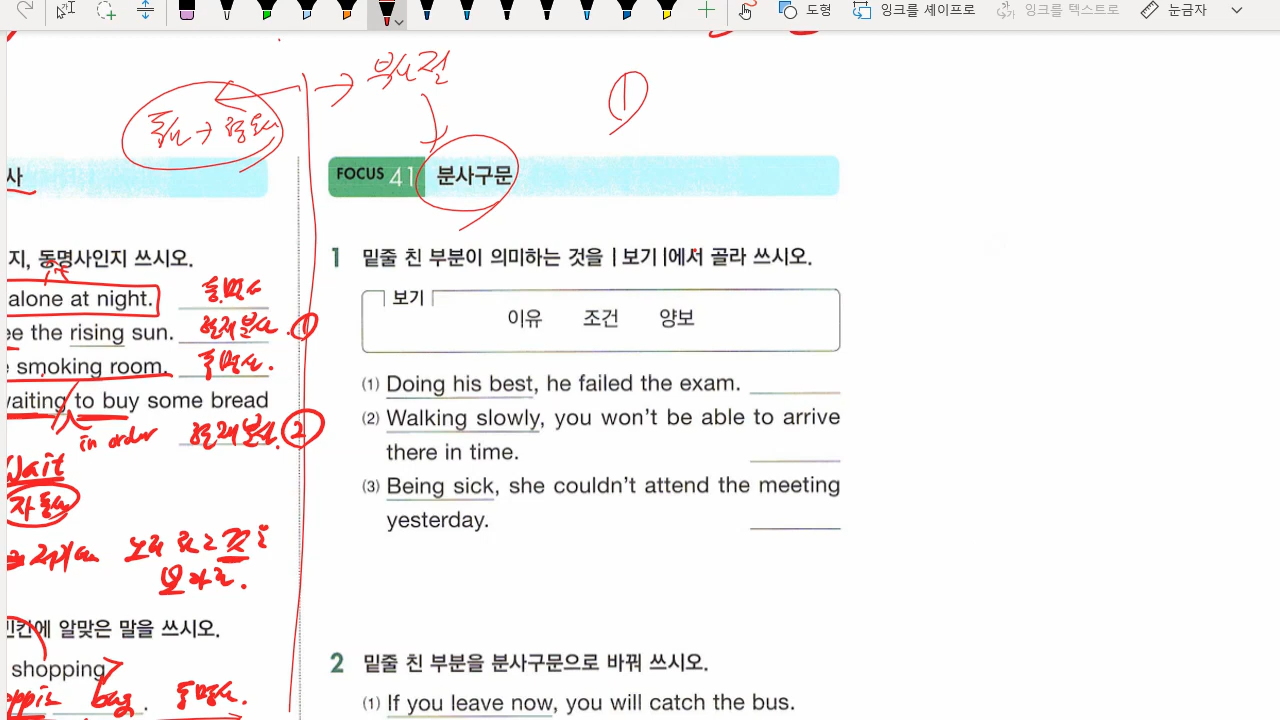 도형 잉크를 셰이프로 잉크를 텍스트로 눈금자
부사절
동사 →
①
사
FOCUS 41 분사구문
지, 동명사인지 쓰시오.
alone at night. 동명사
ee the rising sun. 현재분사. ①
smoking room. 동명사.
waiting to buy some bread
in order 현재분사. ②
wait
자동사
빈칸에 알맞은 말을 쓰시오.
shopping
bag. 동명사.
1 밑줄 친 부분이 의미하는 것을 | 보기 |에서 골라 쓰시오.
보기
이유 조건 양보
(1) Doing his best, he failed the exam.
(2) Walking slowly, you won't be able to arrive
there in time.
(3) Being sick, she couldn't attend the meeting
yesterday.
2 밑줄 친 부분을 분사구문으로 바꿔 쓰시오.
(1) If you leave now, you will catch the bus.